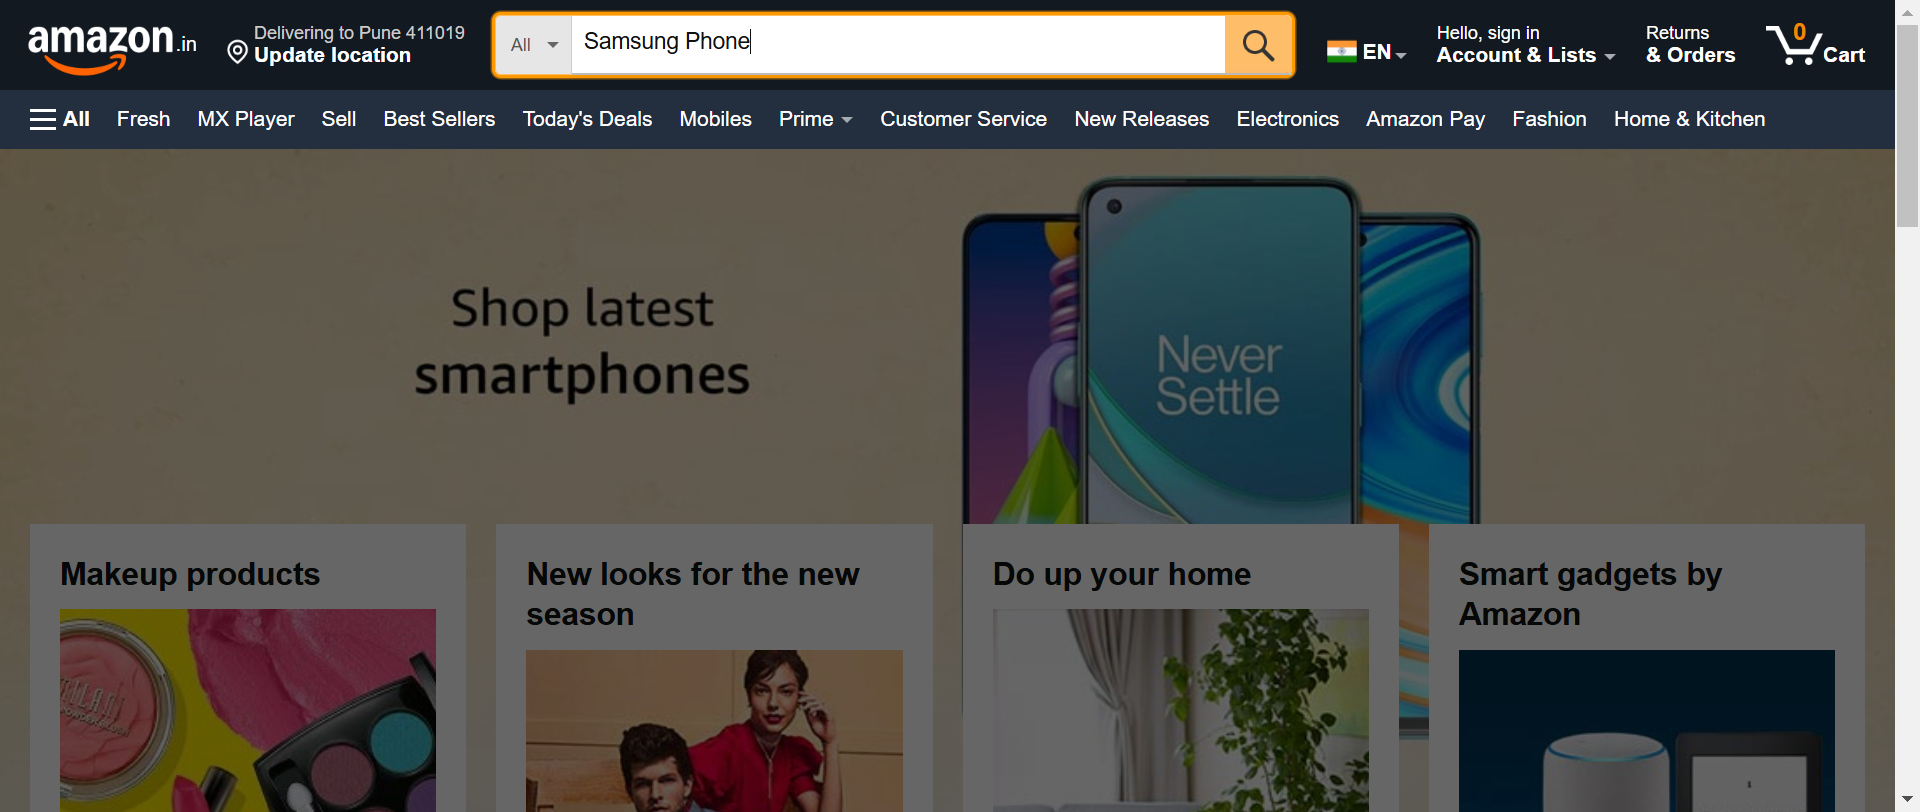 amazon.in
Delivering to Pune 411019
Update location
All
Samsung Phone
EN
Hello, sign in
Account & Lists
Returns
& Orders
0
Cart
All
Fresh
MX Player
Sell
Best Sellers
Today's Deals
Mobiles
Prime
Customer Service
New Releases
Electronics
Amazon Pay
Fashion
Home & Kitchen
Shop latest
smartphones
Never
Settle
Makeup products
New looks for the new
season
Do up your home
Smart gadgets by
Amazon
MILANI